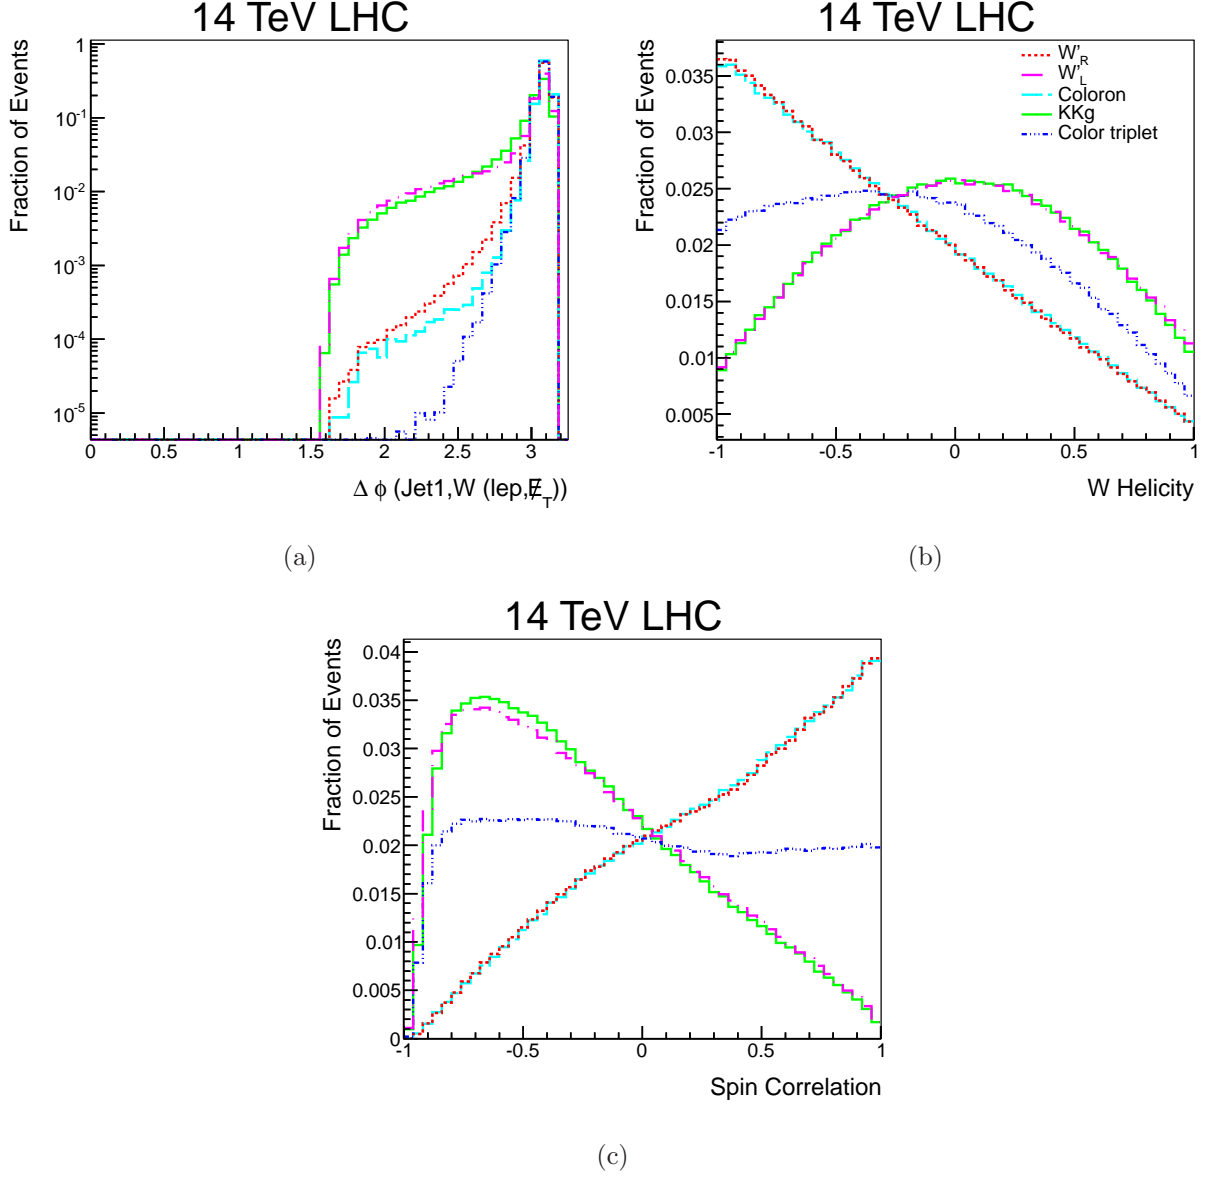 14 TeV LHC
Fraction of Events
1
10⁻¹
10⁻²
10⁻³
10⁻⁴
10⁻⁵
0 0.5 1 1.5 2 2.5 3
Δ ϕ (Jet1,W (lep,E̸_T))
(a)
14 TeV LHC
Fraction of Events
0.035
0.03
0.025
0.02
0.015
0.01
0.005
-1 -0.5 0 0.5 1
W'_R
W'_L
Coloron
KKg
Color triplet
W Helicity
(b)
14 TeV LHC
Fraction of Events
0.04
0.035
0.03
0.025
0.02
0.015
0.01
0.005
0
-1 -0.5 0 0.5 1
Spin Correlation
(c)